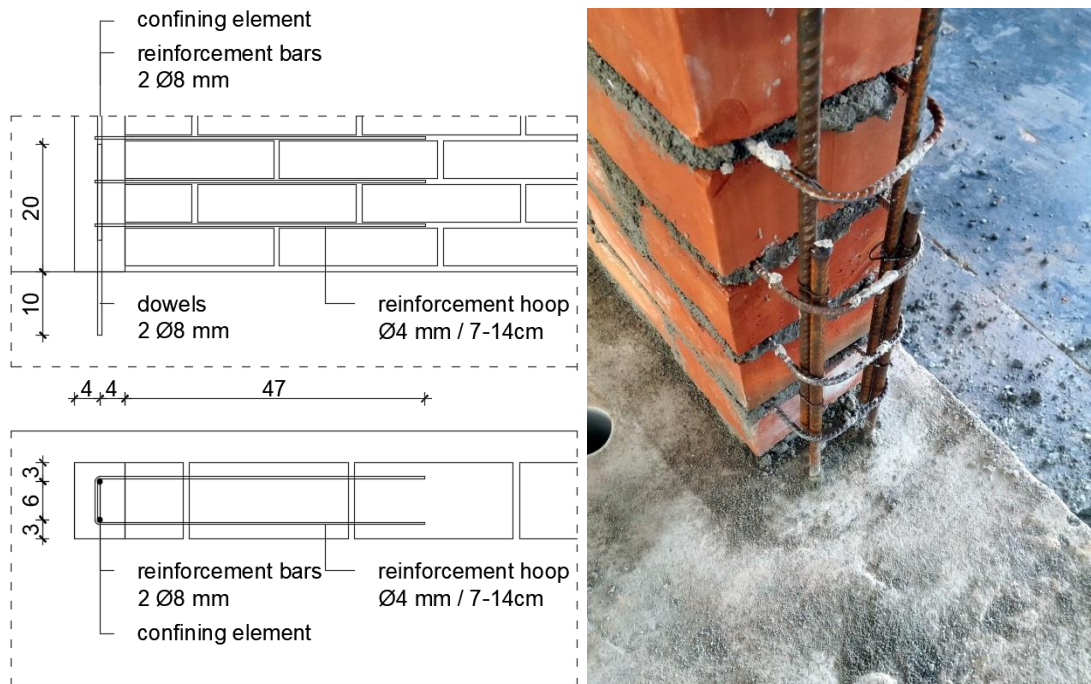 confining element
reinforcement bars
2 Ø8 mm
20
10
dowels
2 Ø8 mm
reinforcement hoop
Ø4 mm / 7-14cm
4 4 47
3
6
3
reinforcement bars
2 Ø8 mm
reinforcement hoop
Ø4 mm / 7-14cm
confining element